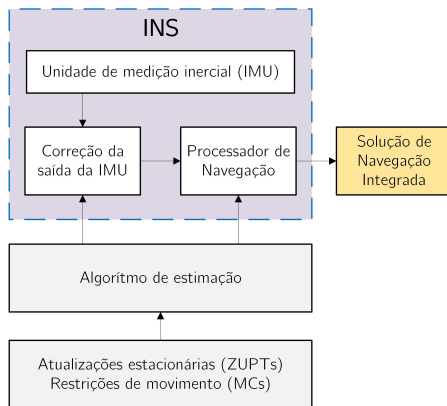 INS
Unidade de medição inercial (IMU)
Correção da
saída da IMU
Processador de
Navegação
Solução de
Navegação
Integrada
Algorítmo de estimação
Atualizações estacionárias (ZUPTs)
Restrições de movimento (MCs)